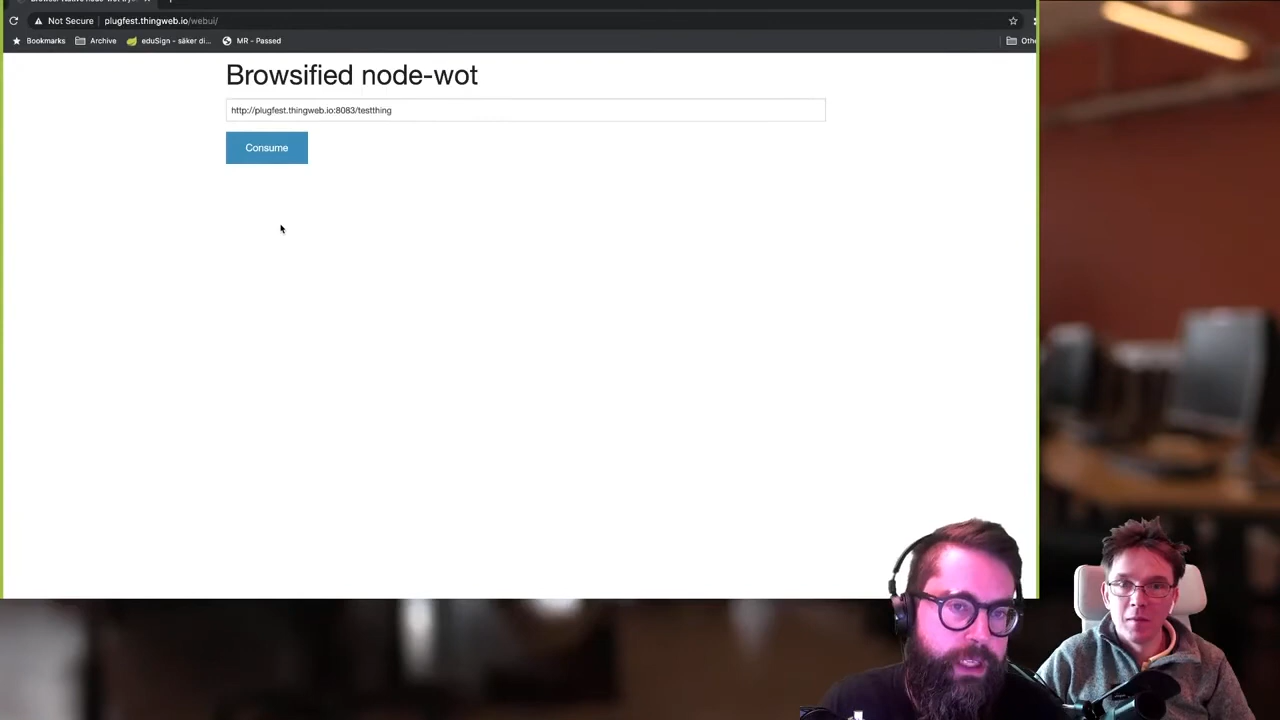 Not Secure
plugfest.thingweb.io/webui/
Bookmarks
Archive
eduSign - säker di...
MR - Passed
Browsified node-wot
http://plugfest.thingweb.io:8083/testthing
Consume